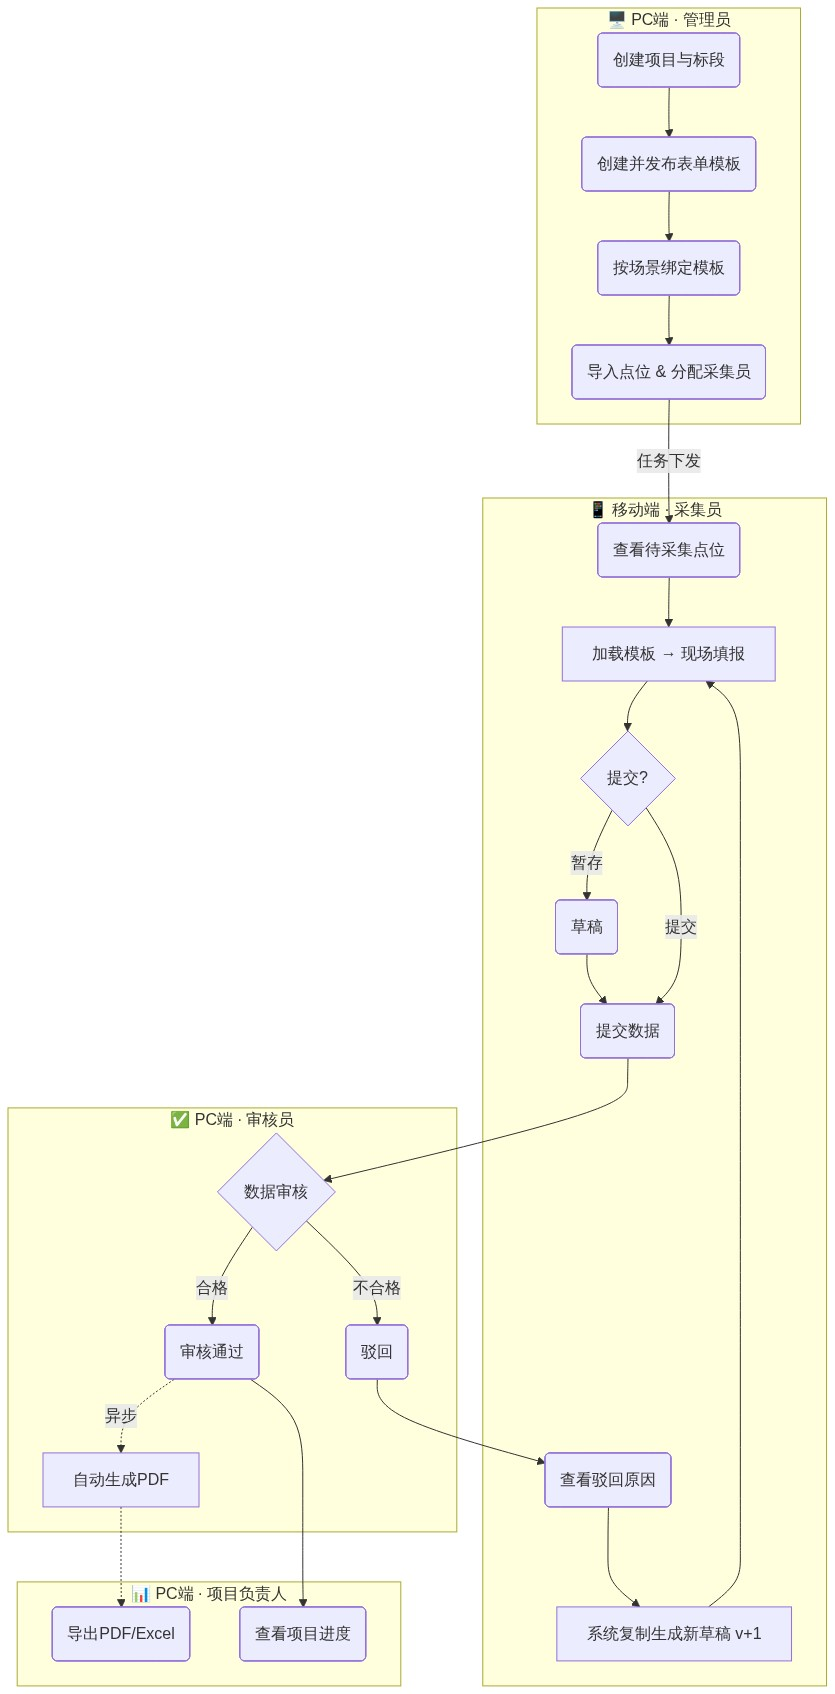 🖥️ PC端 · 管理员
创建项目与标段
创建并发布表单模板
按场景绑定模板
导入点位 & 分配采集员
任务下发
📱 移动端 · 采集员
查看待采集点位
加载模板 → 现场填报
提交?
暂存
草稿
提交
提交数据
✅ PC端 · 审核员
数据审核
合格
不合格
审核通过
驳回
异步
自动生成PDF
查看驳回原因
系统复制生成新草稿 v+1
📊 PC端 · 项目负责人
导出PDF/Excel
查看项目进度